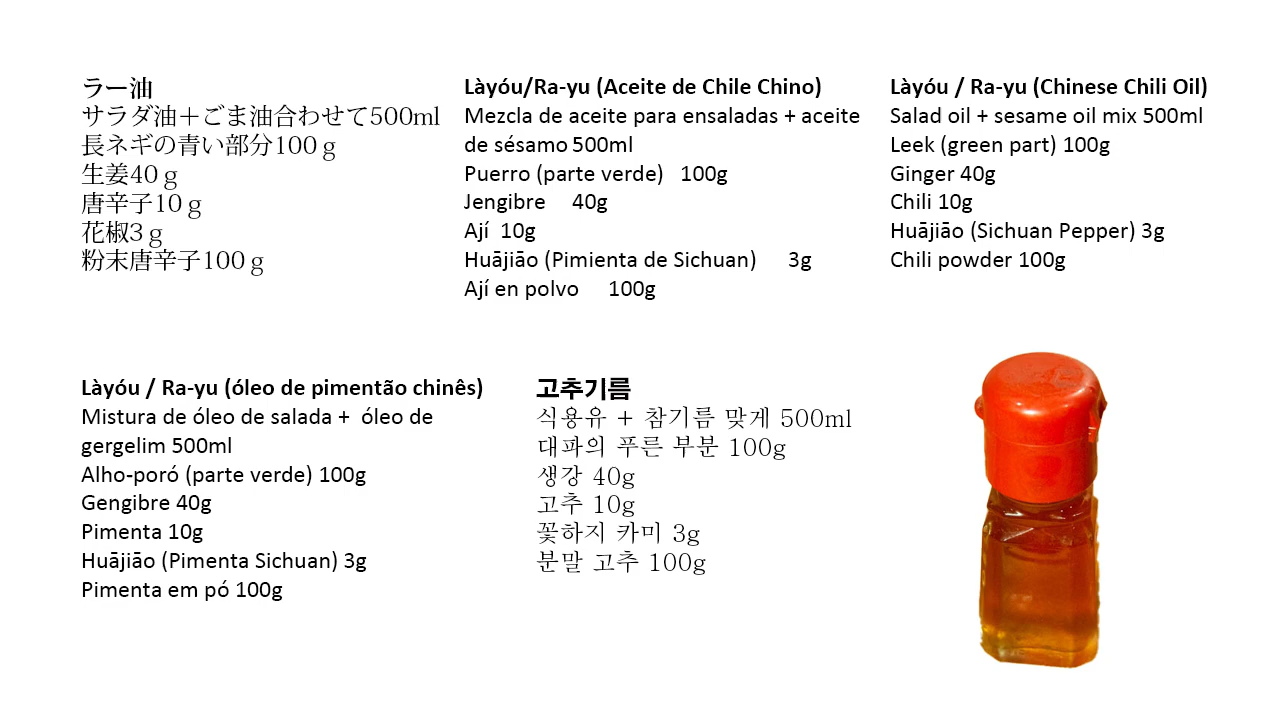 ラー油
サラダ油＋ごま油合わせて500ml
長ネギの青い部分100ｇ
生姜40ｇ
唐辛子10ｇ
花椒3ｇ
粉末唐辛子100ｇ
Làyóu/Ra-yu (Aceite de Chile Chino)
Mezcla de aceite para ensaladas + aceite
de sésamo 500ml
Puerro (parte verde) 100g
Jengibre 40g
Ají 10g
Huājiāo (Pimienta de Sichuan) 3g
Ají en polvo 100g
Làyóu / Ra-yu (Chinese Chili Oil)
Salad oil + sesame oil mix 500ml
Leek (green part) 100g
Ginger 40g
Chili 10g
Huājiāo (Sichuan Pepper) 3g
Chili powder 100g
Làyóu / Ra-yu (óleo de pimentão chinês)
Mistura de óleo de salada + óleo de
gergelim 500ml
Alho-poró (parte verde) 100g
Gengibre 40g
Pimenta 10g
Huājiāo (Pimenta Sichuan) 3g
Pimenta em pó 100g
고추기름
식용유 + 참기름 맞게 500ml
대파의 푸른 부분 100g
생강 40g
고추 10g
꽃하지 카미 3g
분말 고추 100g